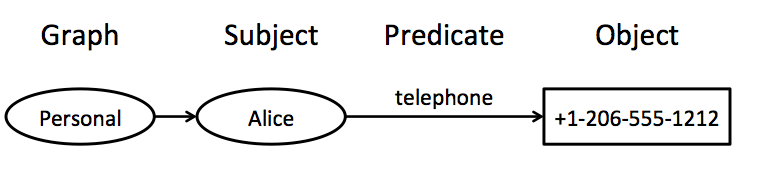 Graph Subject Predicate Object
telephone
Personal Alice +1-206-555-1212